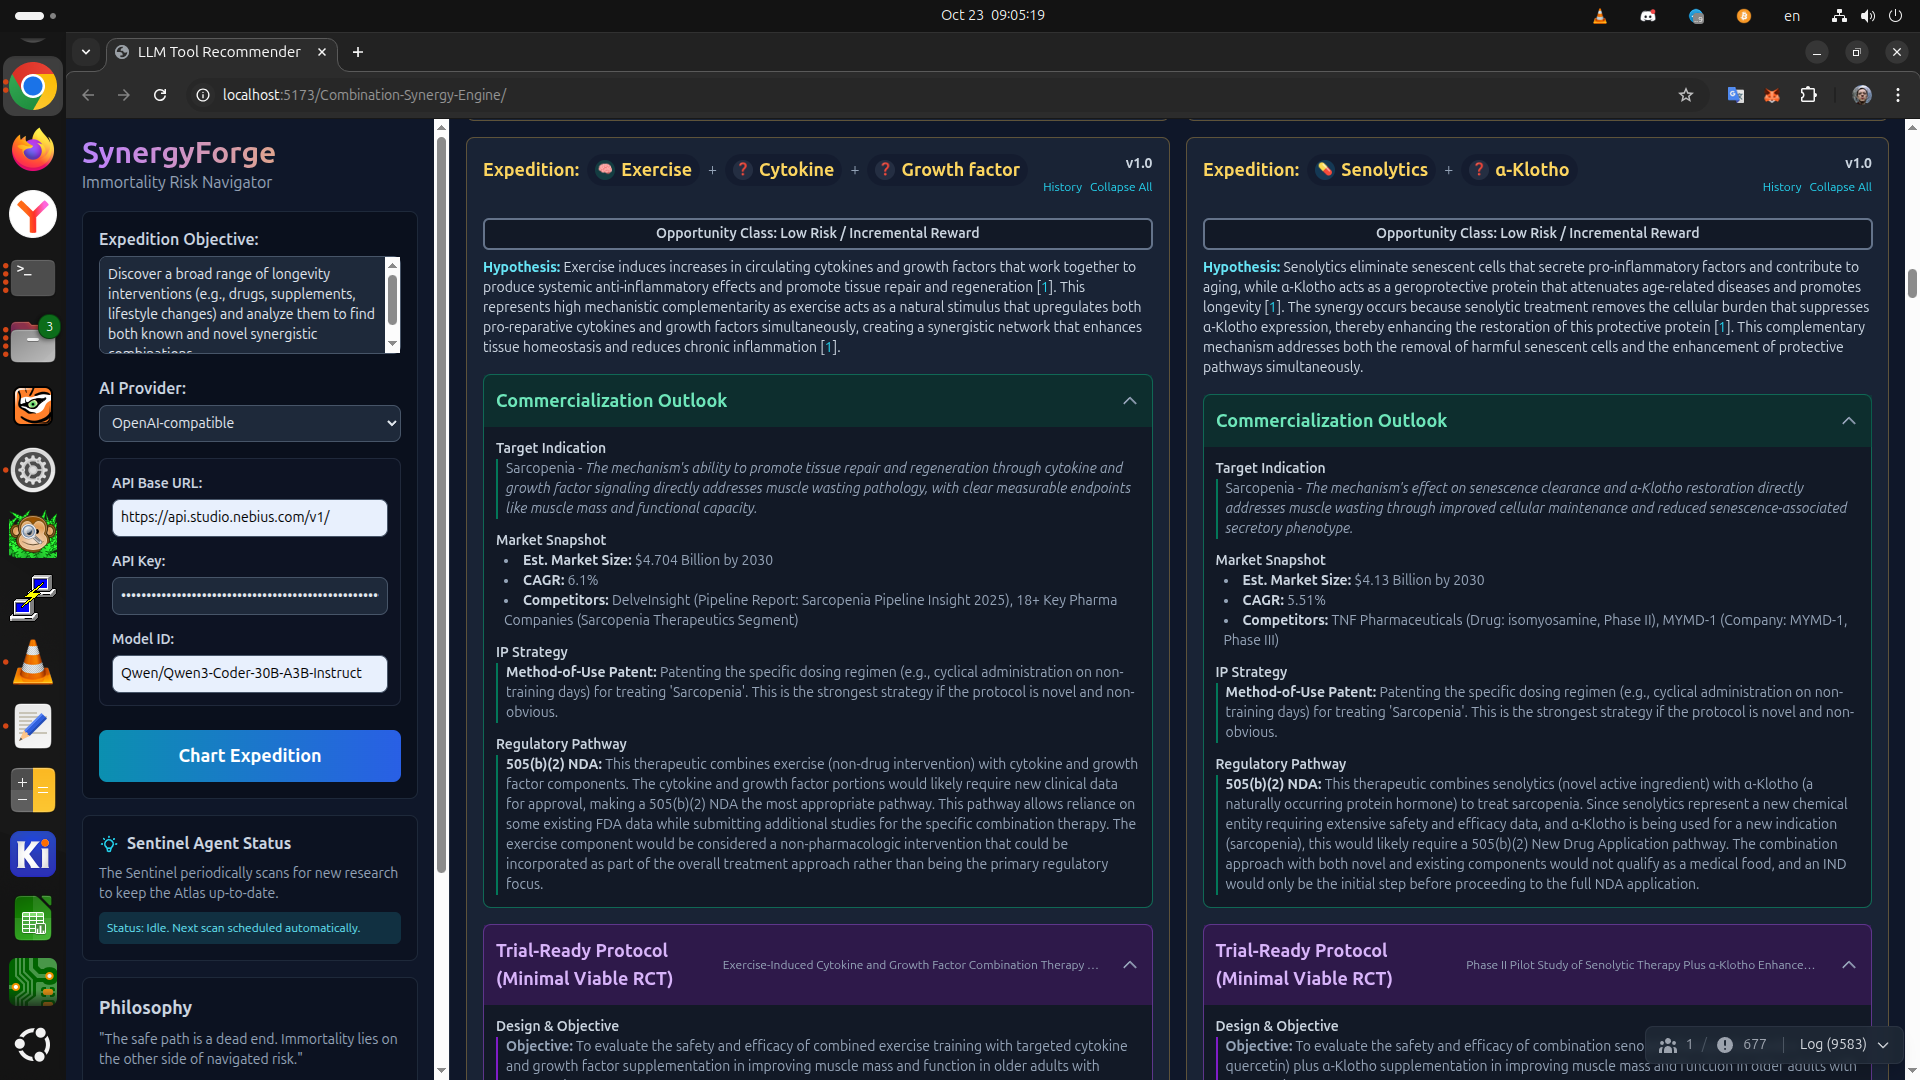 Oct 23 09:05:19
en
LLM Tool Recommender
localhost:5173/Combination-Synergy-Engine/
3
SynergyForge
Immortality Risk Navigator
Expedition Objective:
Discover a broad range of longevity
interventions (e.g., drugs, supplements,
lifestyle changes) and analyze them to find
both known and novel synergistic
combinations
AI Provider:
OpenAI-compatible
API Base URL:
https://api.studio.nebius.com/v1/
API Key:
••••••••••••••••••••••••••••••••••••••••••••••••••••
Model ID:
Qwen/Qwen3-Coder-30B-A3B-Instruct
Chart Expedition
Sentinel Agent Status
The Sentinel periodically scans for new research
to keep the Atlas up-to-date.
Status: Idle. Next scan scheduled automatically.
Philosophy
"The safe path is a dead end. Immortality lies on
the other side of navigated risk."
Expedition: Exercise + ? Cytokine + ? Growth factor
v1.0
History Collapse All
Opportunity Class: Low Risk / Incremental Reward
Hypothesis: Exercise induces increases in circulating cytokines and growth factors that work together to
produce systemic anti-inflammatory effects and promote tissue repair and regeneration [1]. This
represents high mechanistic complementarity as exercise acts as a natural stimulus that upregulates both
pro-reparative cytokines and growth factors simultaneously, creating a synergistic network that enhances
tissue homeostasis and reduces chronic inflammation [1].
Commercialization Outlook
Target Indication
Sarcopenia - The mechanism's ability to promote tissue repair and regeneration through cytokine and
growth factor signaling directly addresses muscle wasting pathology, with clear measurable endpoints
like muscle mass and functional capacity.
Market Snapshot
• Est. Market Size: $4.704 Billion by 2030
• CAGR: 6.1%
• Competitors: DelveInsight (Pipeline Report: Sarcopenia Pipeline Insight 2025), 18+ Key Pharma
Companies (Sarcopenia Therapeutics Segment)
IP Strategy
Method-of-Use Patent: Patenting the specific dosing regimen (e.g., cyclical administration on non-
training days) for treating 'Sarcopenia'. This is the strongest strategy if the protocol is novel and non-
obvious.
Regulatory Pathway
505(b)(2) NDA: This therapeutic combines exercise (non-drug intervention) with cytokine and growth
factor components. The cytokine and growth factor portions would likely require new clinical data
for approval, making a 505(b)(2) NDA the most appropriate pathway. This pathway allows reliance on
some existing FDA data while submitting additional studies for the specific combination therapy. The
exercise component would be considered a non-pharmacologic intervention that could be
incorporated as part of the overall treatment approach rather than being the primary regulatory
focus.
Trial-Ready Protocol
(Minimal Viable RCT)
Exercise-Induced Cytokine and Growth Factor Combination Therapy ...
Design & Objective
Objective: To evaluate the safety and efficacy of combined exercise training with targeted cytokine
and growth factor supplementation in improving muscle mass and function in older adults with
Expedition: Senolytics + ? α-Klotho
v1.0
History Collapse All
Opportunity Class: Low Risk / Incremental Reward
Hypothesis: Senolytics eliminate senescent cells that secrete pro-inflammatory factors and contribute to
aging, while α-Klotho acts as a geroprotective protein that attenuates age-related diseases and promotes
longevity [1]. The synergy occurs because senolytic treatment removes the cellular burden that suppresses
α-Klotho expression, thereby enhancing the restoration of this protective protein [1]. This complementary
mechanism addresses both the removal of harmful senescent cells and the enhancement of protective
pathways simultaneously.
Commercialization Outlook
Target Indication
Sarcopenia - The mechanism's effect on senescence clearance and α-Klotho restoration directly
addresses muscle wasting through improved cellular maintenance and reduced senescence-associated
secretory phenotype.
Market Snapshot
• Est. Market Size: $4.13 Billion by 2030
• CAGR: 5.51%
• Competitors: TNF Pharmaceuticals (Drug: isomyosamine, Phase II), MYMD-1 (Company: MYMD-1,
Phase III)
IP Strategy
Method-of-Use Patent: Patenting the specific dosing regimen (e.g., cyclical administration on non-
training days) for treating 'Sarcopenia'. This is the strongest strategy if the protocol is novel and non-
obvious.
Regulatory Pathway
505(b)(2) NDA: This therapeutic combines senolytics (novel active ingredient) with α-Klotho (a
naturally occurring protein hormone) to treat sarcopenia. Since senolytics represent a new chemical
entity requiring extensive safety and efficacy data, and α-Klotho is being used for a new indication
(sarcopenia), this would likely require a 505(b)(2) New Drug Application pathway. The combination
approach with both novel and existing components would not qualify as a medical food, and an IND
would only be the initial step before proceeding to the full NDA application.
Trial-Ready Protocol
(Minimal Viable RCT)
Phase II Pilot Study of Senolytic Therapy Plus α-Klotho Enhance...
Design & Objective
Objective: To evaluate the safety and efficacy of combination seno
quercetin) plus α-Klotho supplementation in improving muscle mass and function in older adults with
1 / 677 Log (9583)